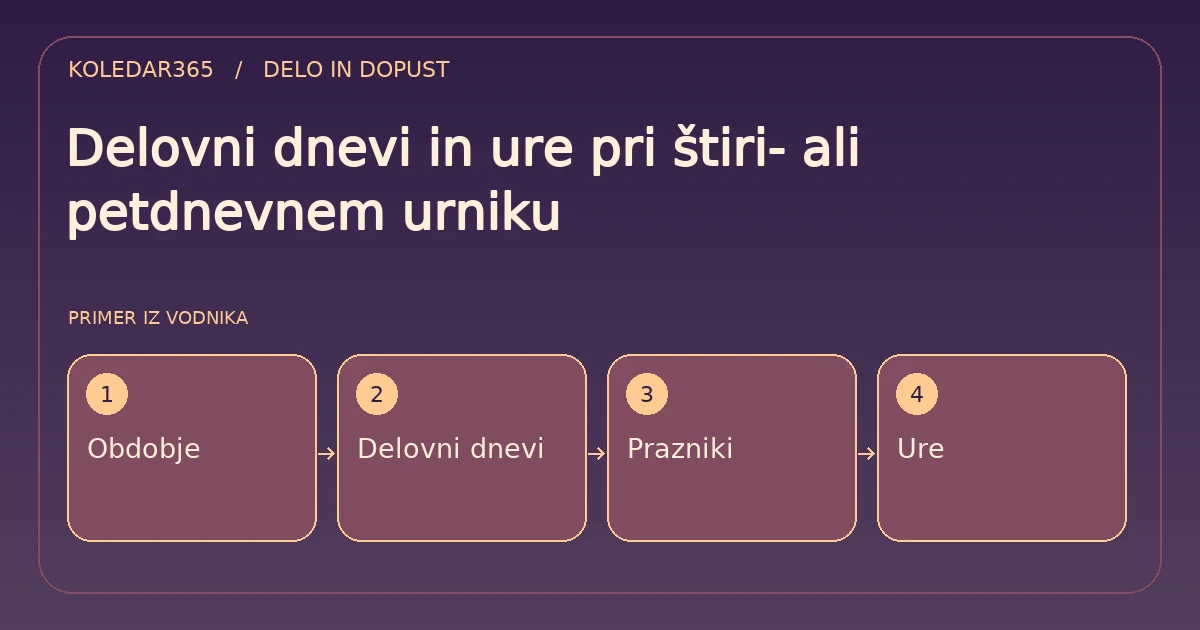 KOLEDAR365 / DELO IN DOPUST
Delovni dnevi in ure pri štiri- ali
petdnevnem urniku
PRIMER IZ VODNIKA
1
Obdobje
→
2
Delovni dnevi
→
3
Prazniki
→
4
Ure